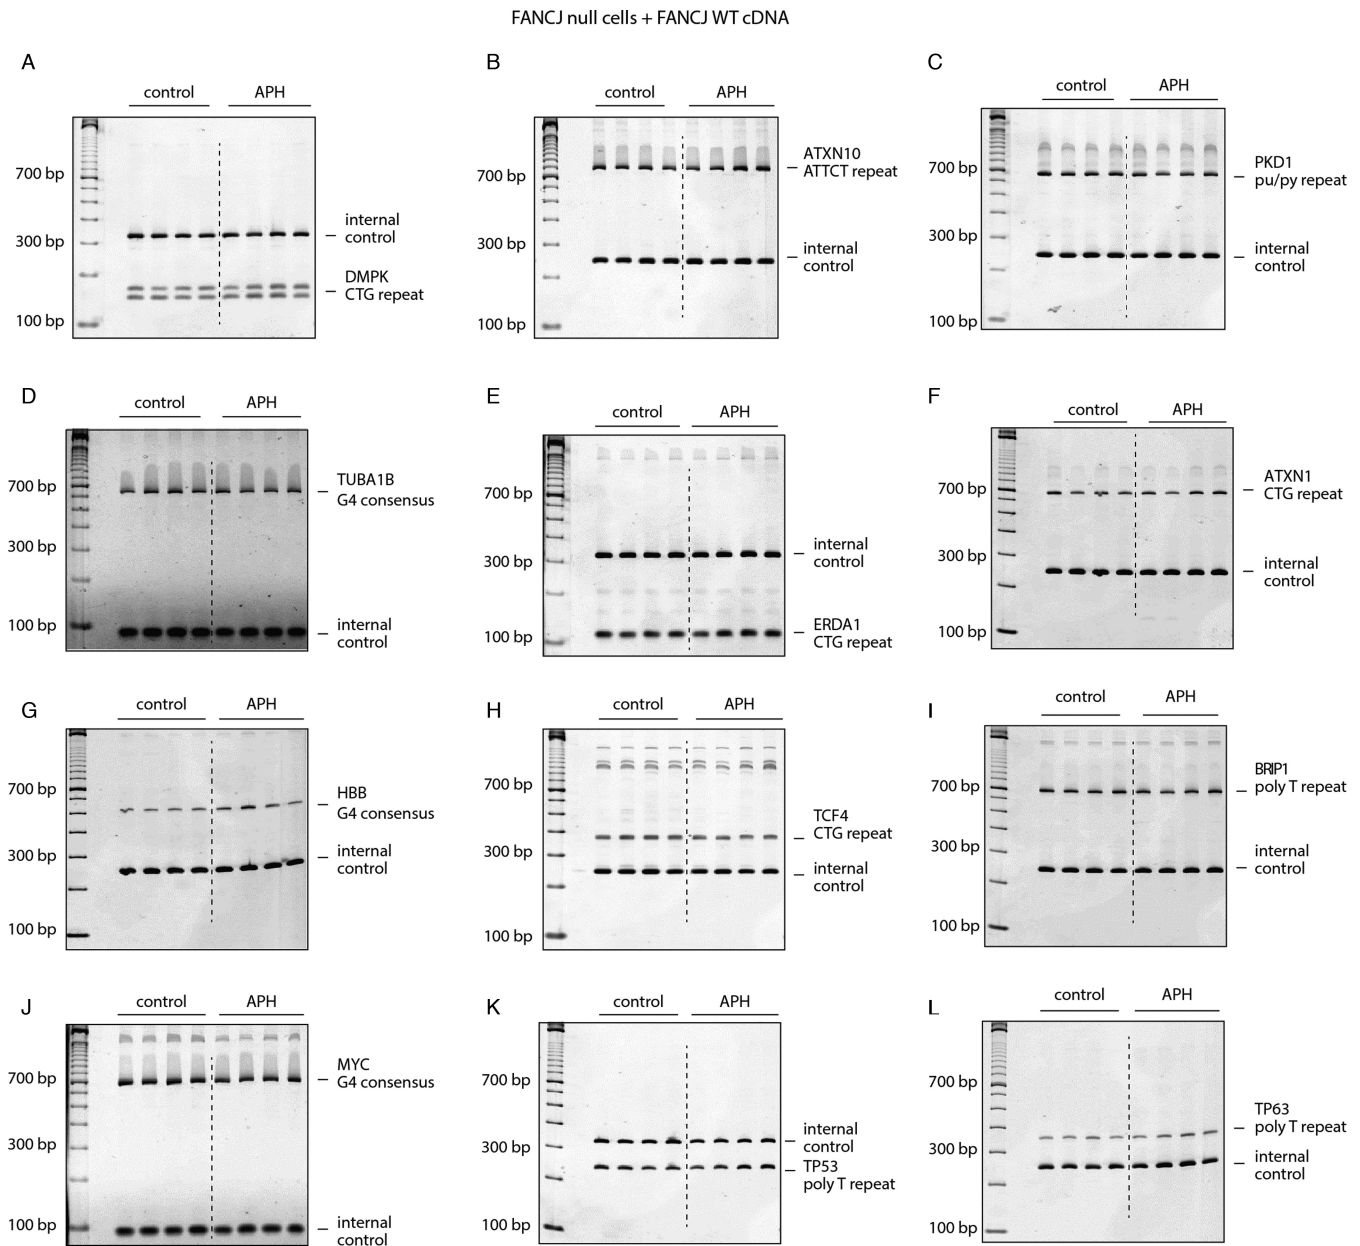 FANCJ null cells + FANCJ WT cDNA
A
control
APH
700 bp
300 bp
100 bp
internal
control
DMPK
CTG repeat
B
control
APH
700 bp
300 bp
100 bp
ATXN10
ATTCT repeat
internal
control
C
control
APH
700 bp
300 bp
100 bp
PKD1
pu/py repeat
internal
control
D
control
APH
700 bp
300 bp
100 bp
TUBA1B
G4 consensus
internal
control
E
control
APH
700 bp
300 bp
100 bp
internal
control
ERDA1
CTG repeat
F
control
APH
700 bp
300 bp
100 bp
ATXN1
CTG repeat
internal
control
G
control
APH
700 bp
300 bp
100 bp
HBB
G4 consensus
internal
control
H
control
APH
700 bp
300 bp
100 bp
TCF4
CTG repeat
internal
control
I
control
APH
700 bp
300 bp
100 bp
BRIP1
poly T repeat
internal
control
J
control
APH
700 bp
300 bp
100 bp
MYC
G4 consensus
internal
control
K
control
APH
700 bp
300 bp
100 bp
internal
control
TP53
poly T repeat
L
control
APH
700 bp
300 bp
100 bp
TP63
poly T repeat
internal
control